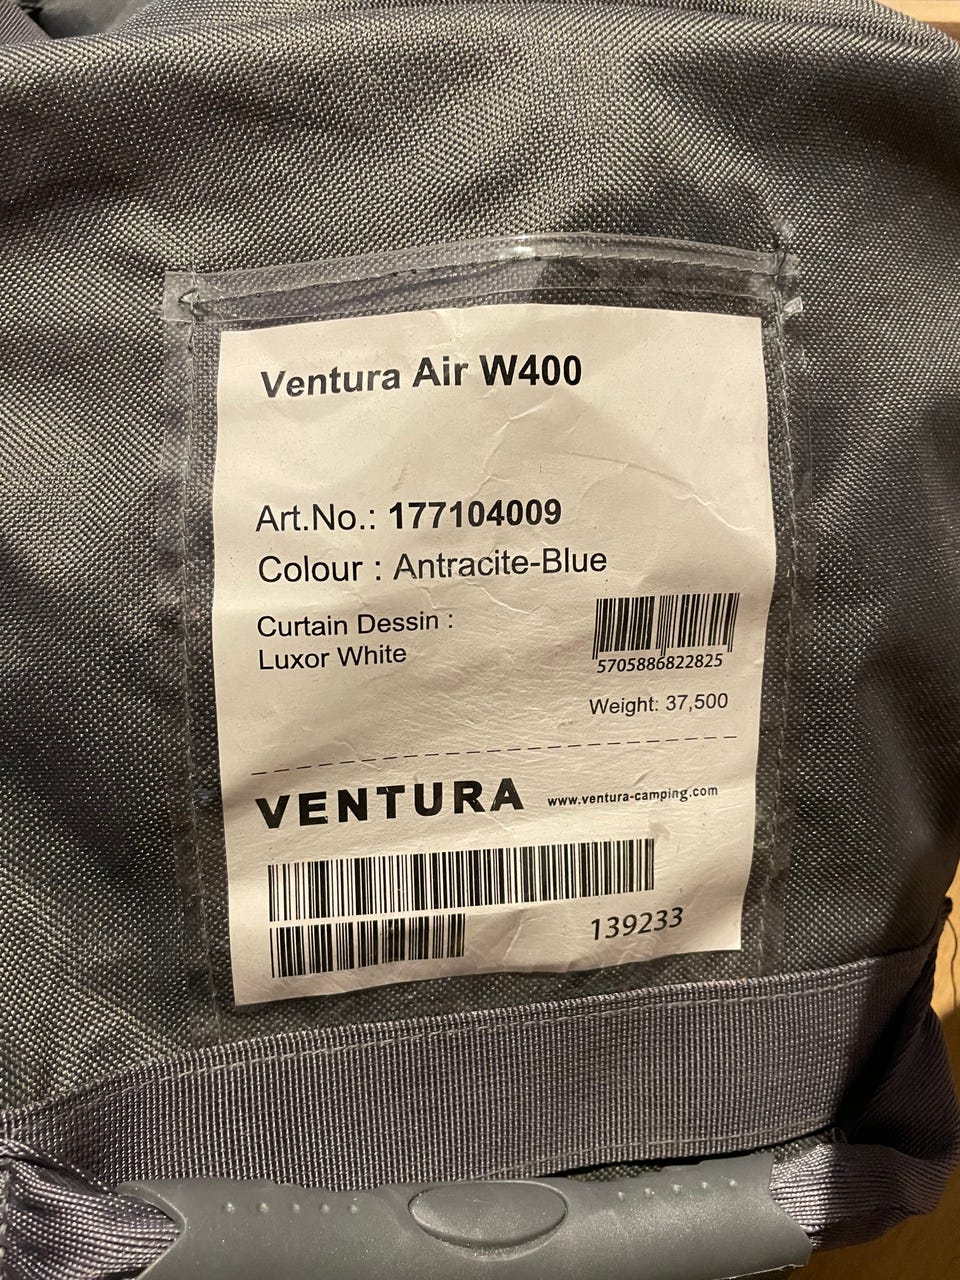 Ventura Air W400
Art.No.: 177104009
Colour : Antracite-Blue
Curtain Dessin :
Luxor White
5705886822825
Weight: 37,500
VENTURA www.ventura-camping.com
139233